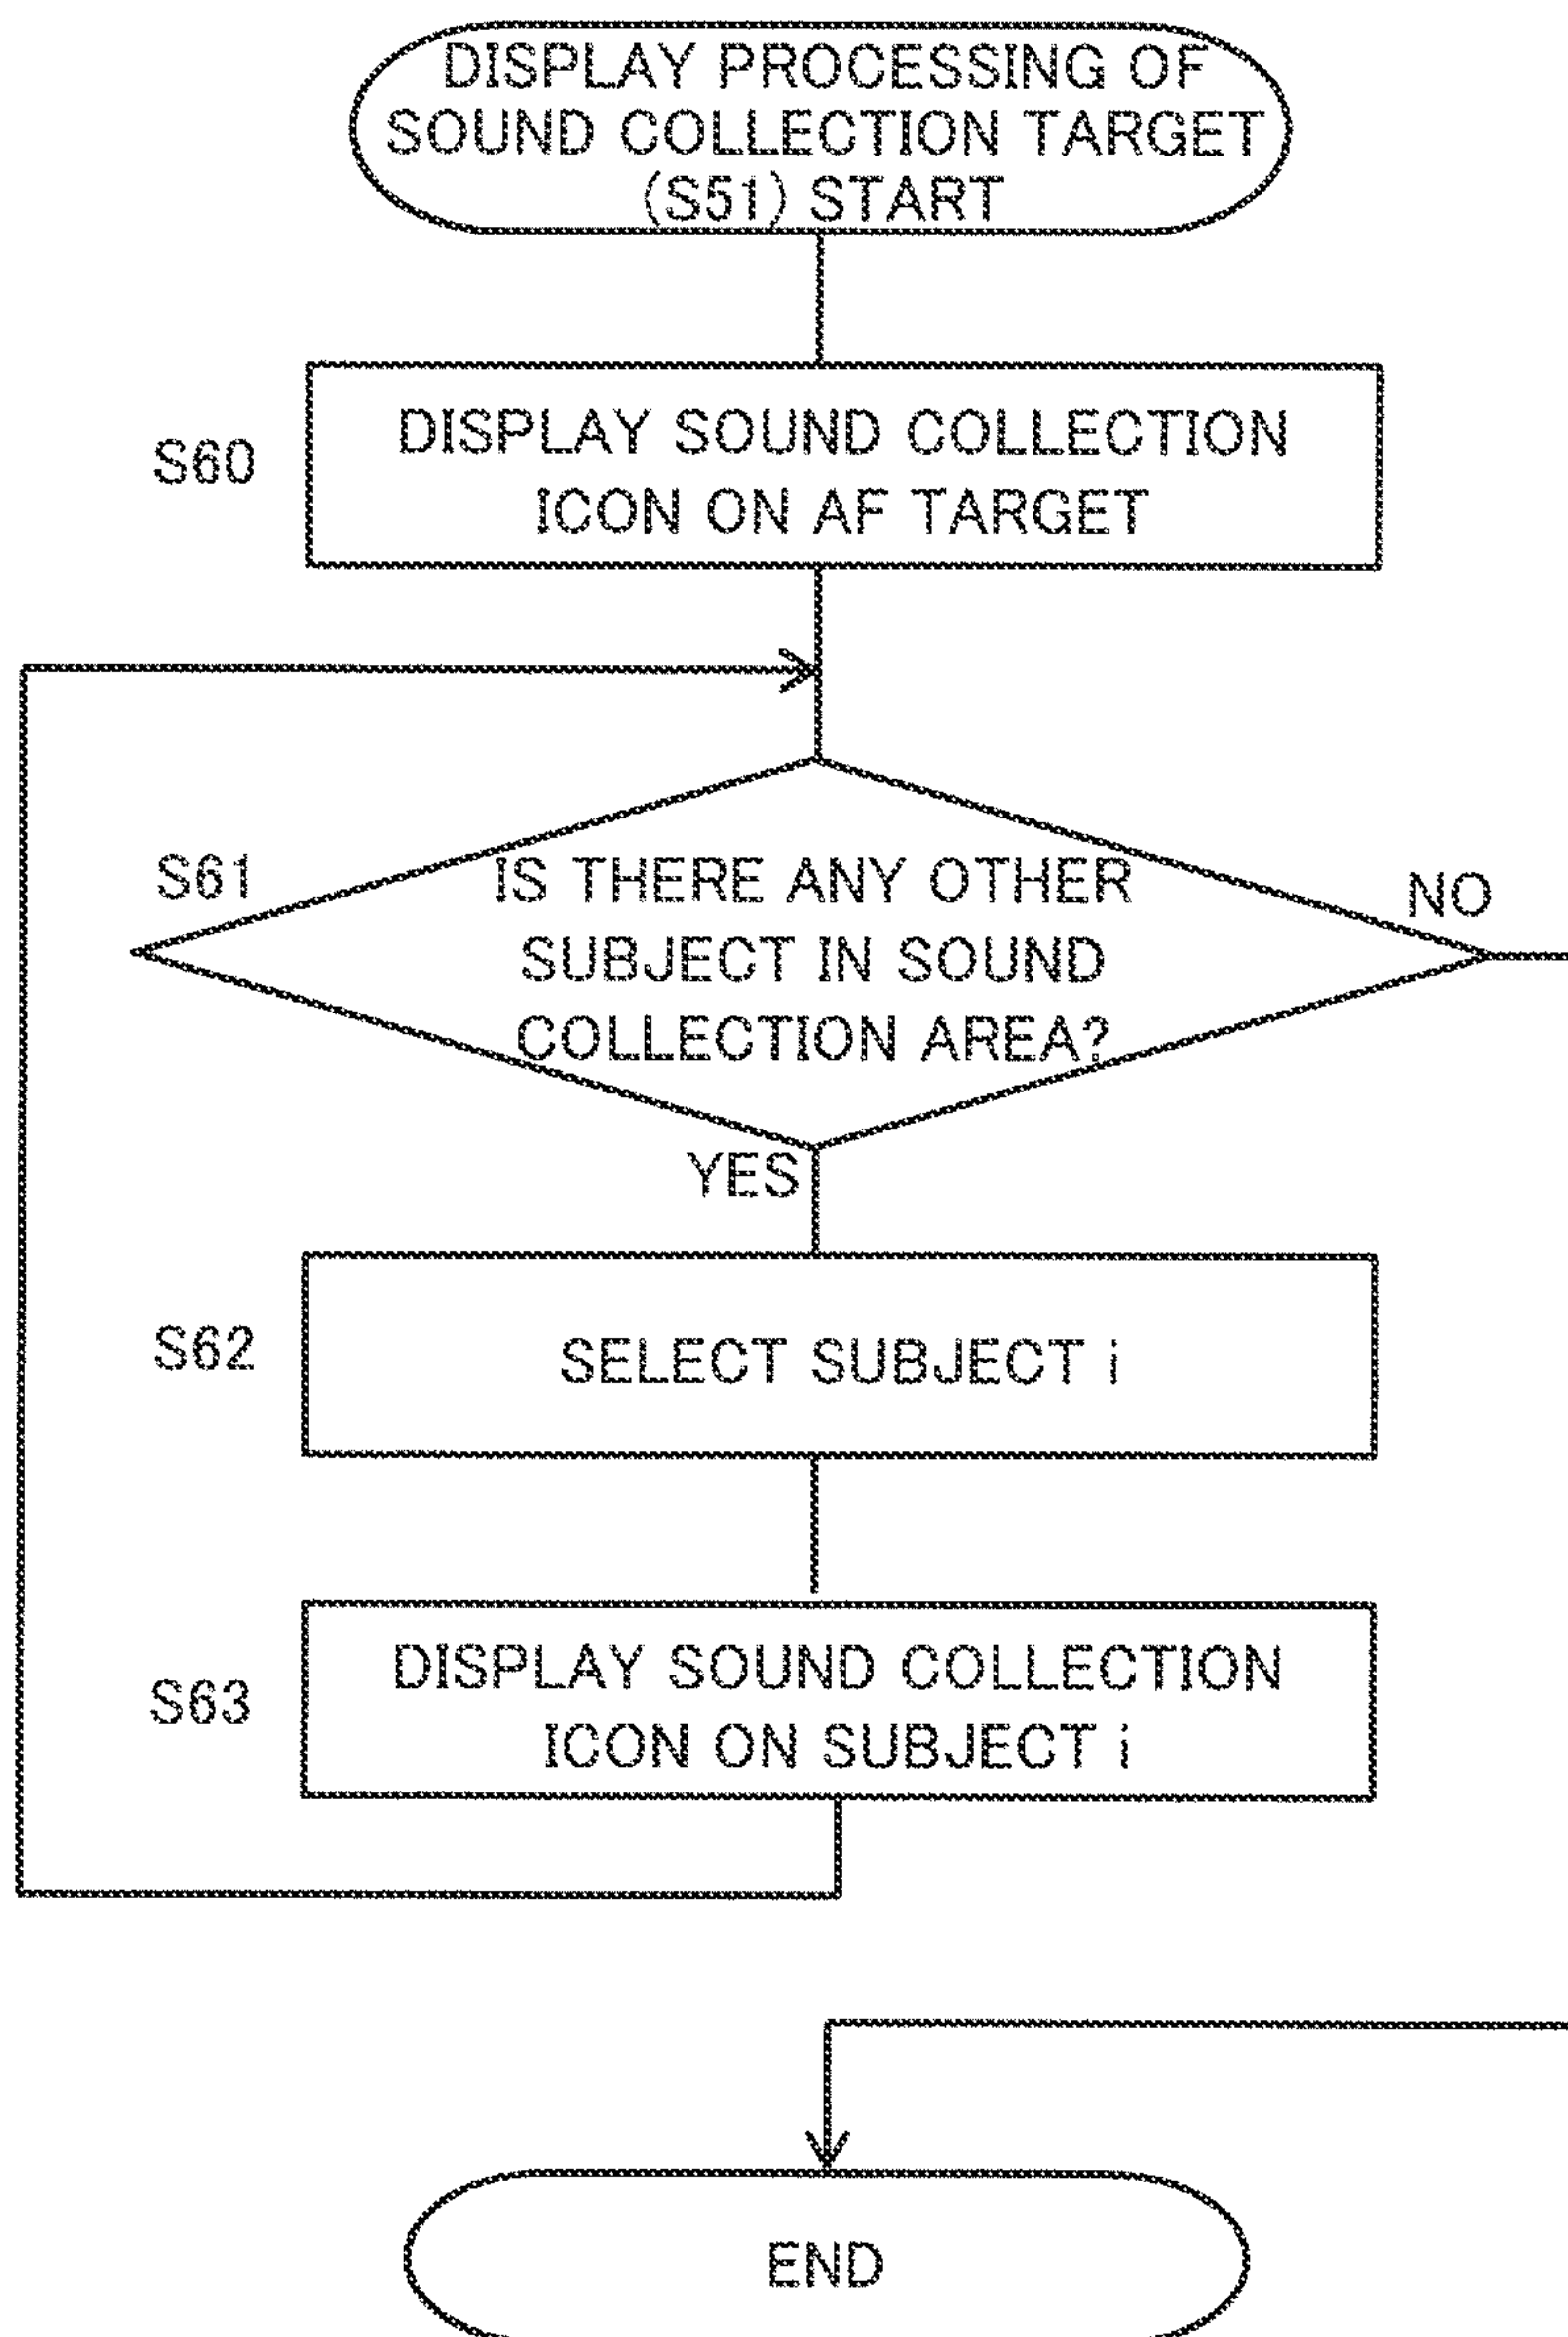 DISPLAY PROCESSING OF
SOUND COLLECTION TARGET
(S51) START
S60
DISPLAY SOUND COLLECTION
ICON ON AF TARGET
S61
IS THERE ANY OTHER
SUBJECT IN SOUND
COLLECTION AREA?
NO
YES
S62
SELECT SUBJECT i
S63
DISPLAY SOUND COLLECTION
ICON ON SUBJECT i
END